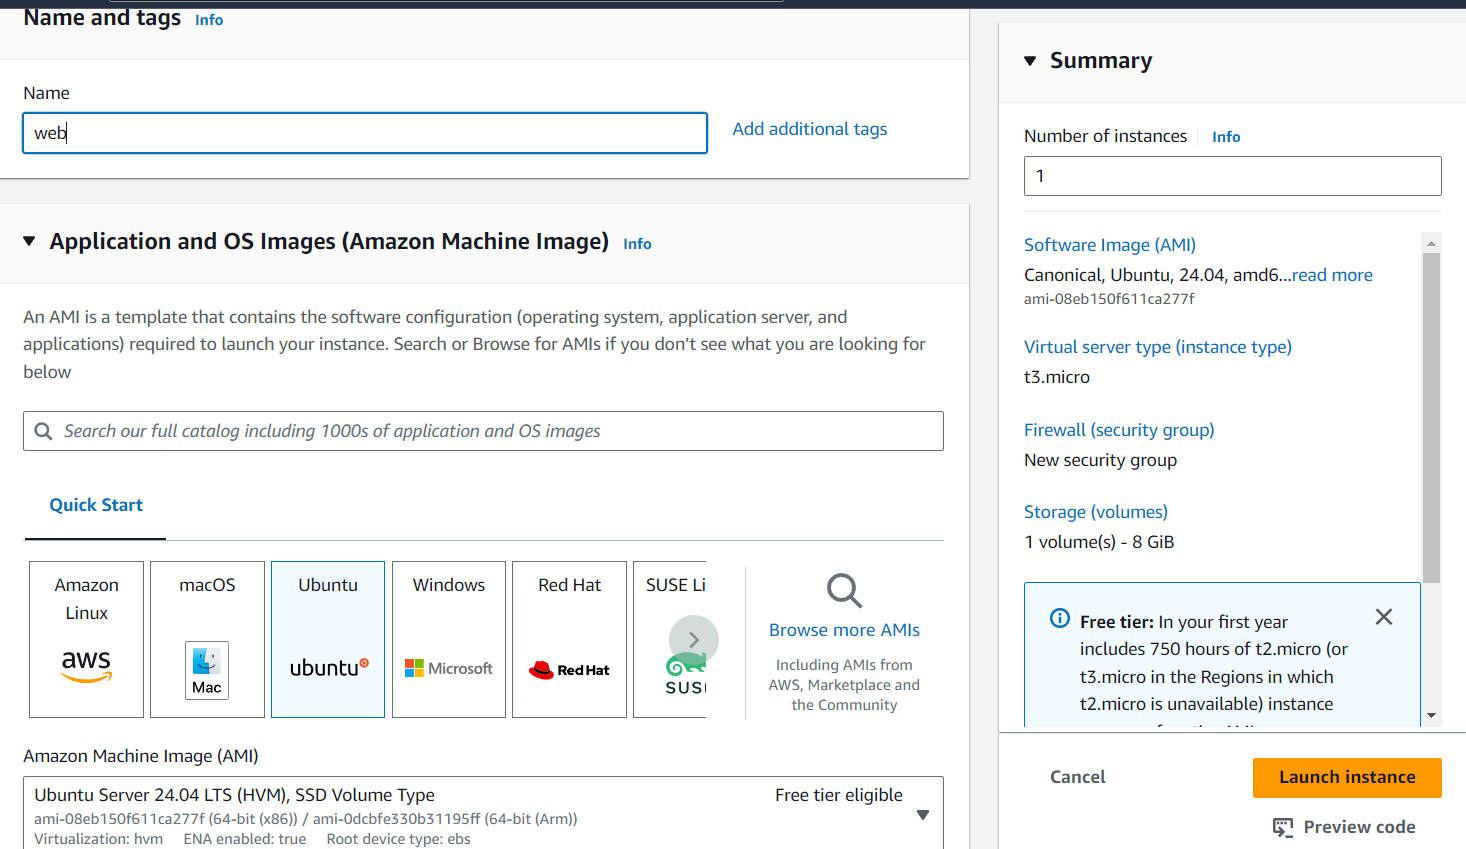 Name and tags Info
Name
web
Add additional tags
Application and OS Images (Amazon Machine Image) Info
An AMI is a template that contains the software configuration (operating system, application server, and
applications) required to launch your instance. Search or Browse for AMIs if you don’t see what you are looking for
below
Search our full catalog including 1000s of application and OS images
Quick Start
Amazon
Linux
aws
macOS
Mac
Ubuntu
ubuntu
Windows
Microsoft
Red Hat
Red Hat
SUSE Li
SUS
Browse more AMIs
Including AMIs from
AWS, Marketplace and
the Community
Amazon Machine Image (AMI)
Ubuntu Server 24.04 LTS (HVM), SSD Volume Type
Free tier eligible
ami-08eb150f611ca277f (64-bit (x86)) / ami-0dcbfe330b31195ff (64-bit (Arm))
Virtualization: hvm ENA enabled: true Root device type: ebs
Summary
Number of instances Info
1
Software Image (AMI)
Canonical, Ubuntu, 24.04, amd6...read more
ami-08eb150f611ca277f
Virtual server type (instance type)
t3.micro
Firewall (security group)
New security group
Storage (volumes)
1 volume(s) - 8 GiB
Free tier: In your first year
includes 750 hours of t2.micro (or
t3.micro in the Regions in which
t2.micro is unavailable) instance
Cancel
Launch instance
Preview code